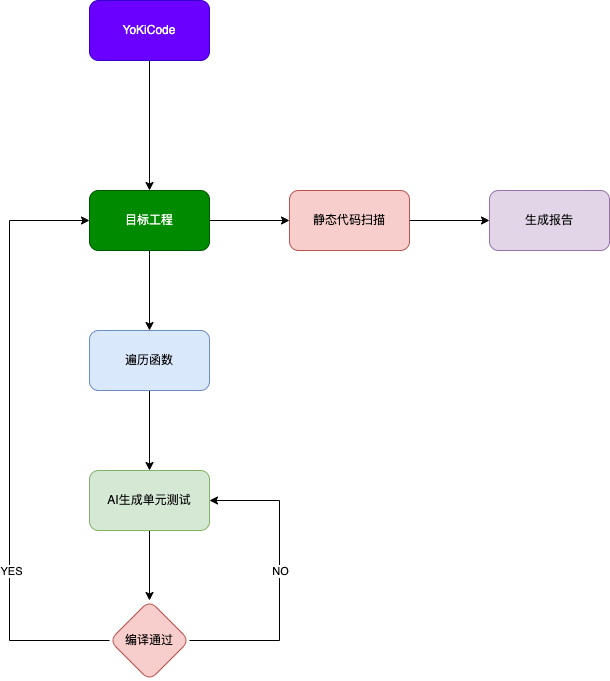 YoKiCode
目标工程
静态代码扫描
生成报告
遍历函数
AI生成单元测试
YES
NO
编译通过